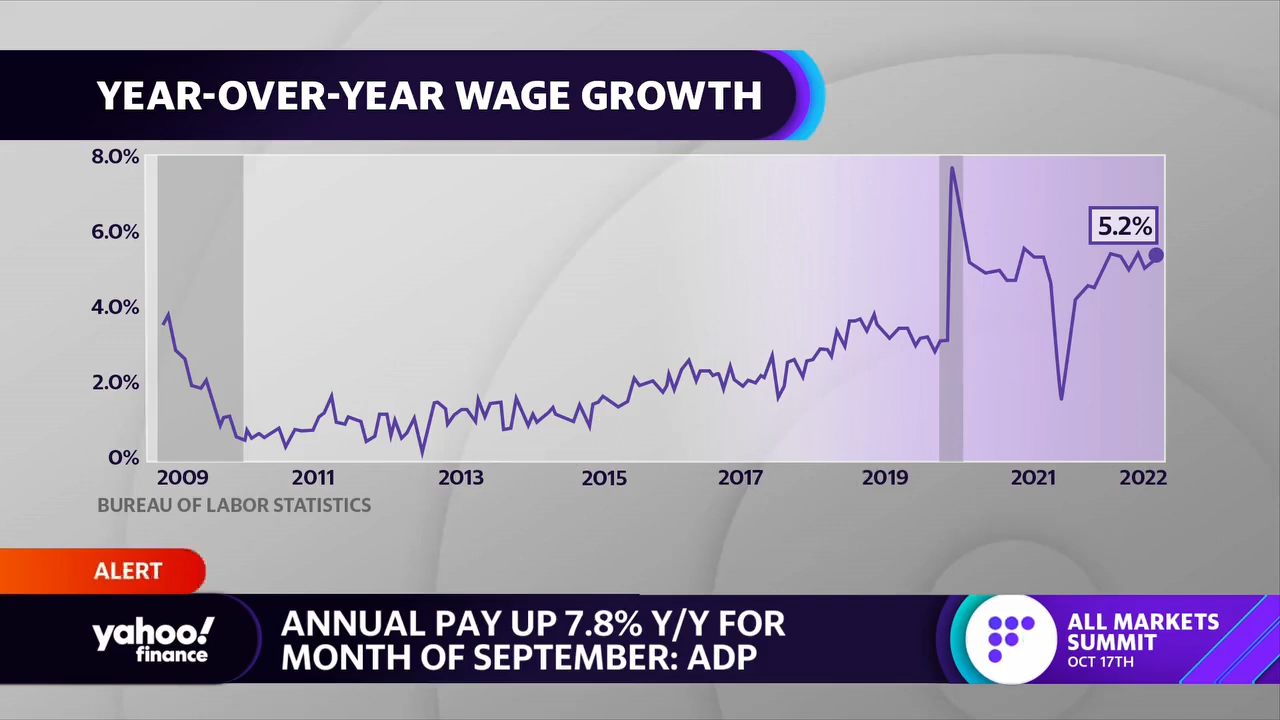 YEAR-OVER-YEAR WAGE GROWTH
8.0%
6.0%
4.0%
2.0%
0%
5.2%
2009 2011 2013 2015 2017 2019 2021 2022
BUREAU OF LABOR STATISTICS
ALERT
yahoo!
finance
ANNUAL PAY UP 7.8% Y/Y FOR
MONTH OF SEPTEMBER: ADP
ALL MARKETS
SUMMIT
OCT 17TH